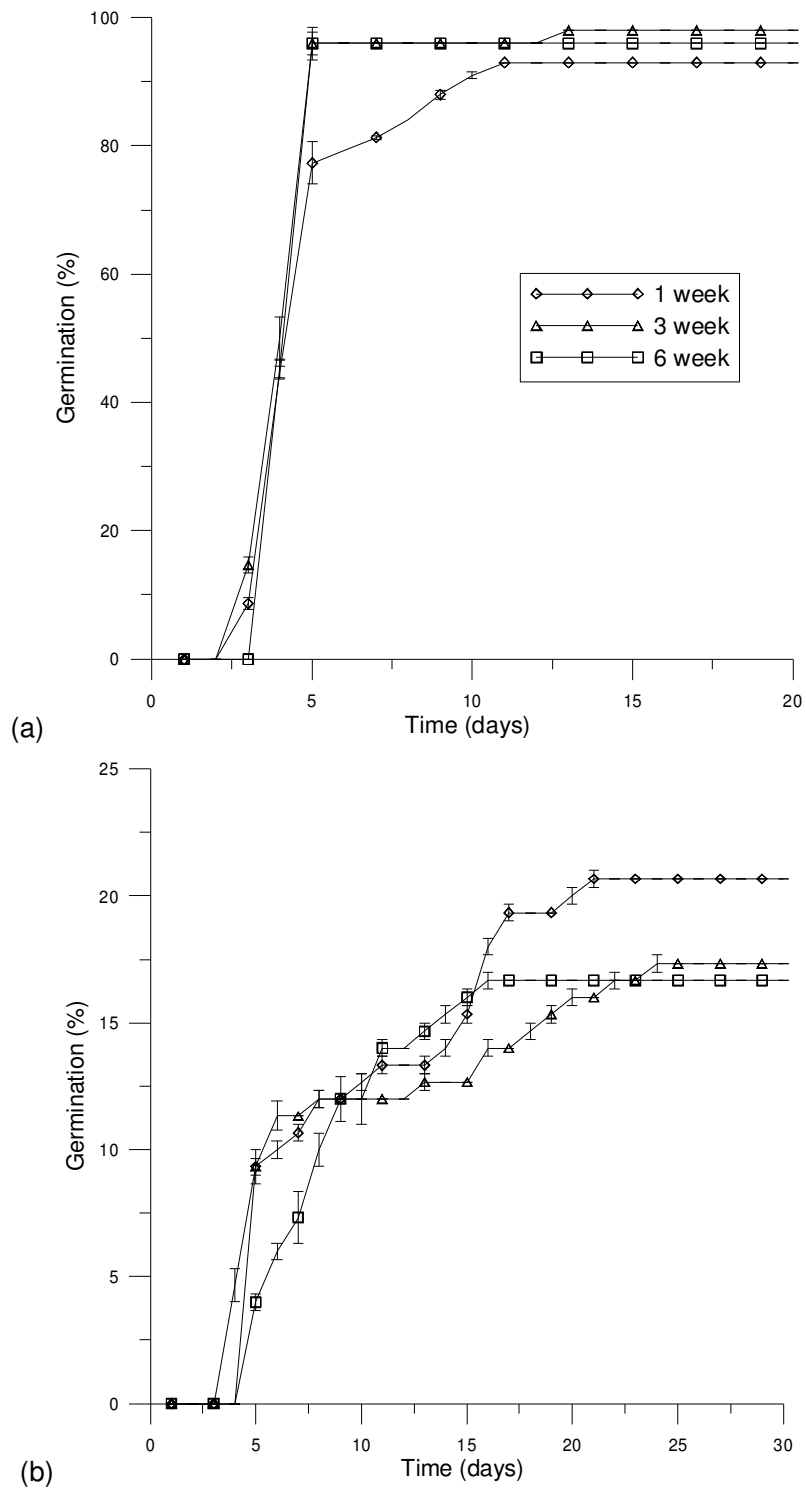 100
80
60
40
20
0
Germination (%)
1 week
3 week
6 week
0 5 10 15 20
Time (days)
(a)
25
20
15
10
5
0
Germination (%)
0 5 10 15 20 25 30
Time (days)
(b)